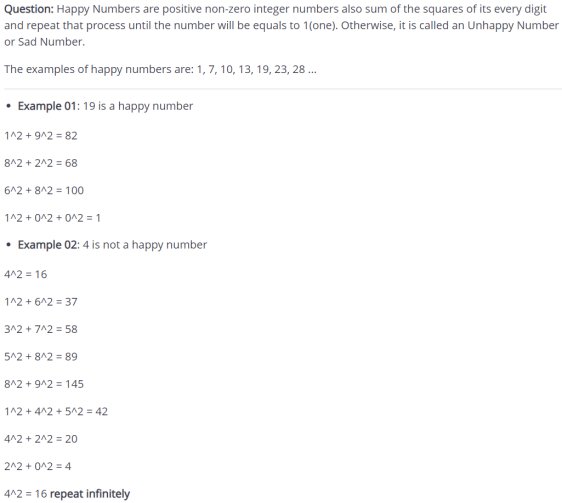 Question: Happy Numbers are positive non-zero integer numbers also sum of the squares of its every digit
and repeat that process until the number will be equals to 1(one). Otherwise, it is called an Unhappy Number
or Sad Number.
The examples of happy numbers are: 1, 7, 10, 13, 19, 23, 28 ...
• Example 01: 19 is a happy number
1^2 + 9^2 = 82
8^2 + 2^2 = 68
6^2 + 8^2 = 100
1^2 + 0^2 + 0^2 = 1
• Example 02: 4 is not a happy number
4^2 = 16
1^2 + 6^2 = 37
3^2 + 7^2 = 58
5^2 + 8^2 = 89
8^2 + 9^2 = 145
1^2 + 4^2 + 5^2 = 42
4^2 + 2^2 = 20
2^2 + 0^2 = 4
4^2 = 16 repeat infinitely